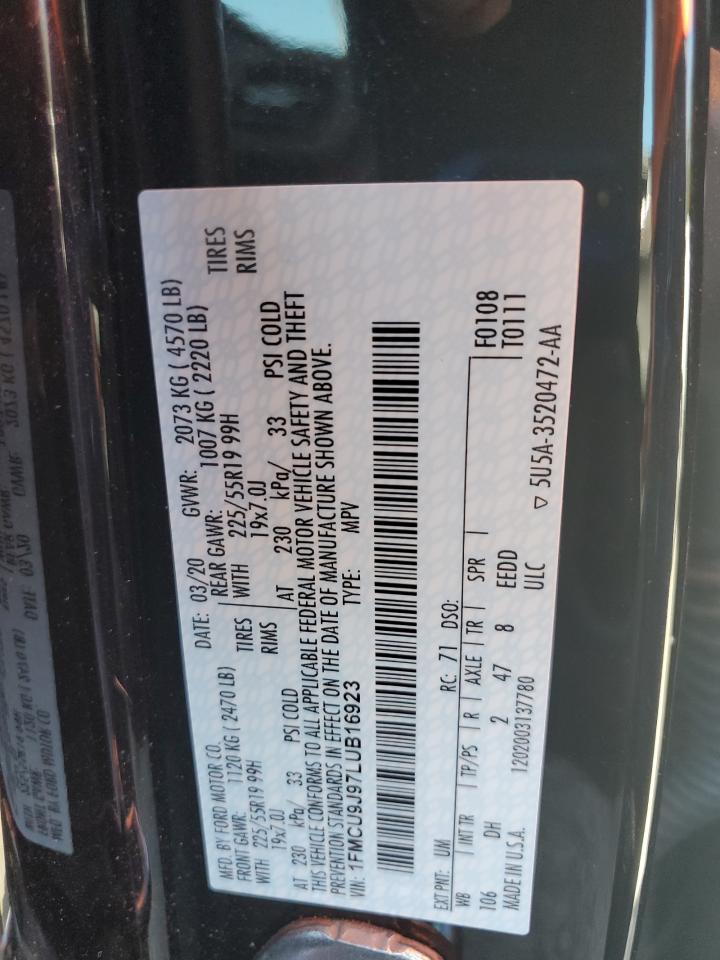 MFD. BY FORD MOTOR CO.
DATE: 03/20 GVWR: 2073 KG ( 4570 LB)
FRONT GAWR: 1120 KG ( 2470 LB)
REAR GAWR: 1007 KG ( 2220 LB)
WITH 225/55R19 99H TIRES
WITH 225/55R19 99H TIRES
19x7.0J RIMS
19x7.0J RIMS
AT 230 kPa/ 33 PSI COLD
AT 230 kPa/ 33 PSI COLD
THIS VEHICLE CONFORMS TO ALL APPLICABLE FEDERAL MOTOR VEHICLE SAFETY AND THEFT
PREVENTION STANDARDS IN EFFECT ON THE DATE OF MANUFACTURE SHOWN ABOVE.
VIN: 1FMCU9J97LUB16923 TYPE: MPV
EXT PNT: UM RC: 71 DSO:
WB | INT TR | TP/PS | R | AXLE | TR | SPR | F0108
T0111
106 DH 2 47 8 EEDD
MADE IN U.S.A. 1202003137780 ULC
▽ 5U5A-3520472-AA